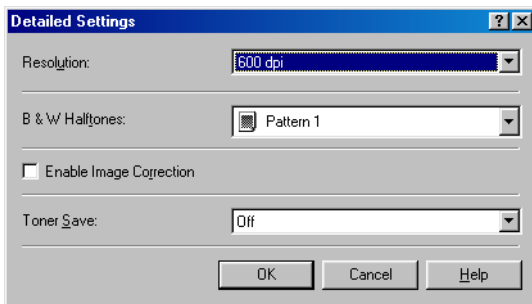 Detailed Settings
Resolution: 600 dpi
B & W Halftones: Pattern 1
Enable Image Correction
Toner Save: Off
OK Cancel Help